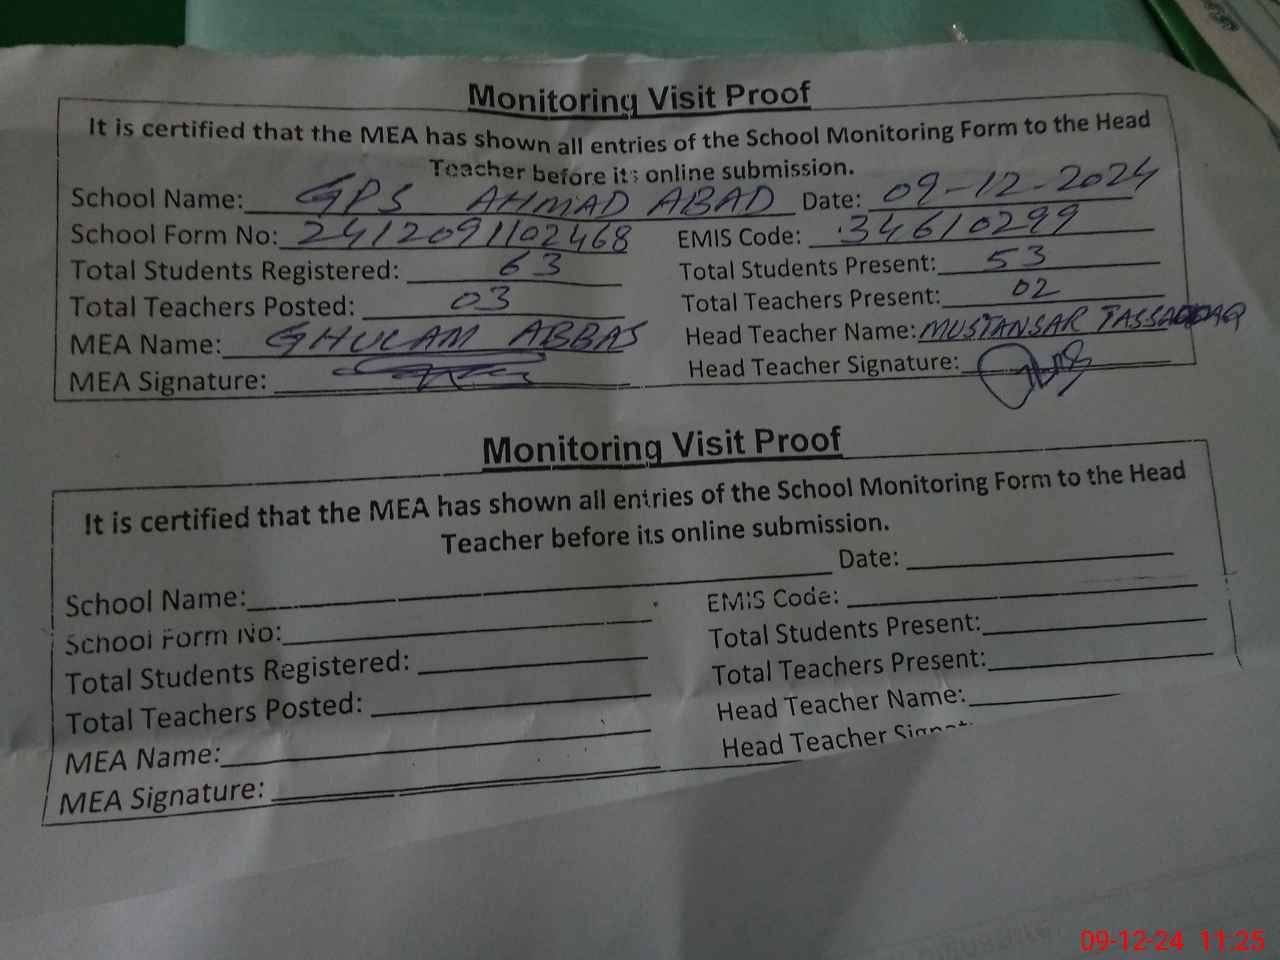 Monitoring Visit Proof
It is certified that the MEA has shown all entries of the School Monitoring Form to the Head
Teacher before its online submission.
School Name: GPS AHMAD ABAD Date: 09-12-2024
School Form No: 2412091102468 EMIS Code: 34610299
Total Students Registered: 63 Total Students Present: 53
Total Teachers Posted: 03 Total Teachers Present: 02
MEA Name: GHULAM ABBAS Head Teacher Name: MUSTANSAR TASSADDAQ
MEA Signature: Head Teacher Signature:
Monitoring Visit Proof
It is certified that the MEA has shown all entries of the School Monitoring Form to the Head
Teacher before its online submission.
School Name: Date:
School Form No: EMIS Code:
Total Students Registered: Total Students Present:
Total Teachers Posted: Total Teachers Present:
MEA Name: Head Teacher Name:
MEA Signature: Head Teacher
09-12-24 11:25